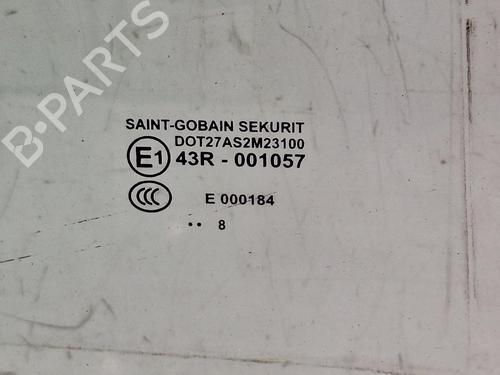 B-PARTS
SAINT-GOBAIN SEKURIT
DOT27AS2M23100
E1 43R - 001057
CCC E 000184
•• 8